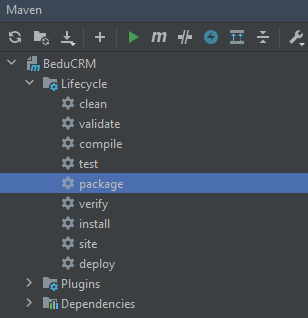 Maven
m
BeduCRM
Lifecycle
clean
validate
compile
test
package
verify
install
site
deploy
Plugins
Dependencies